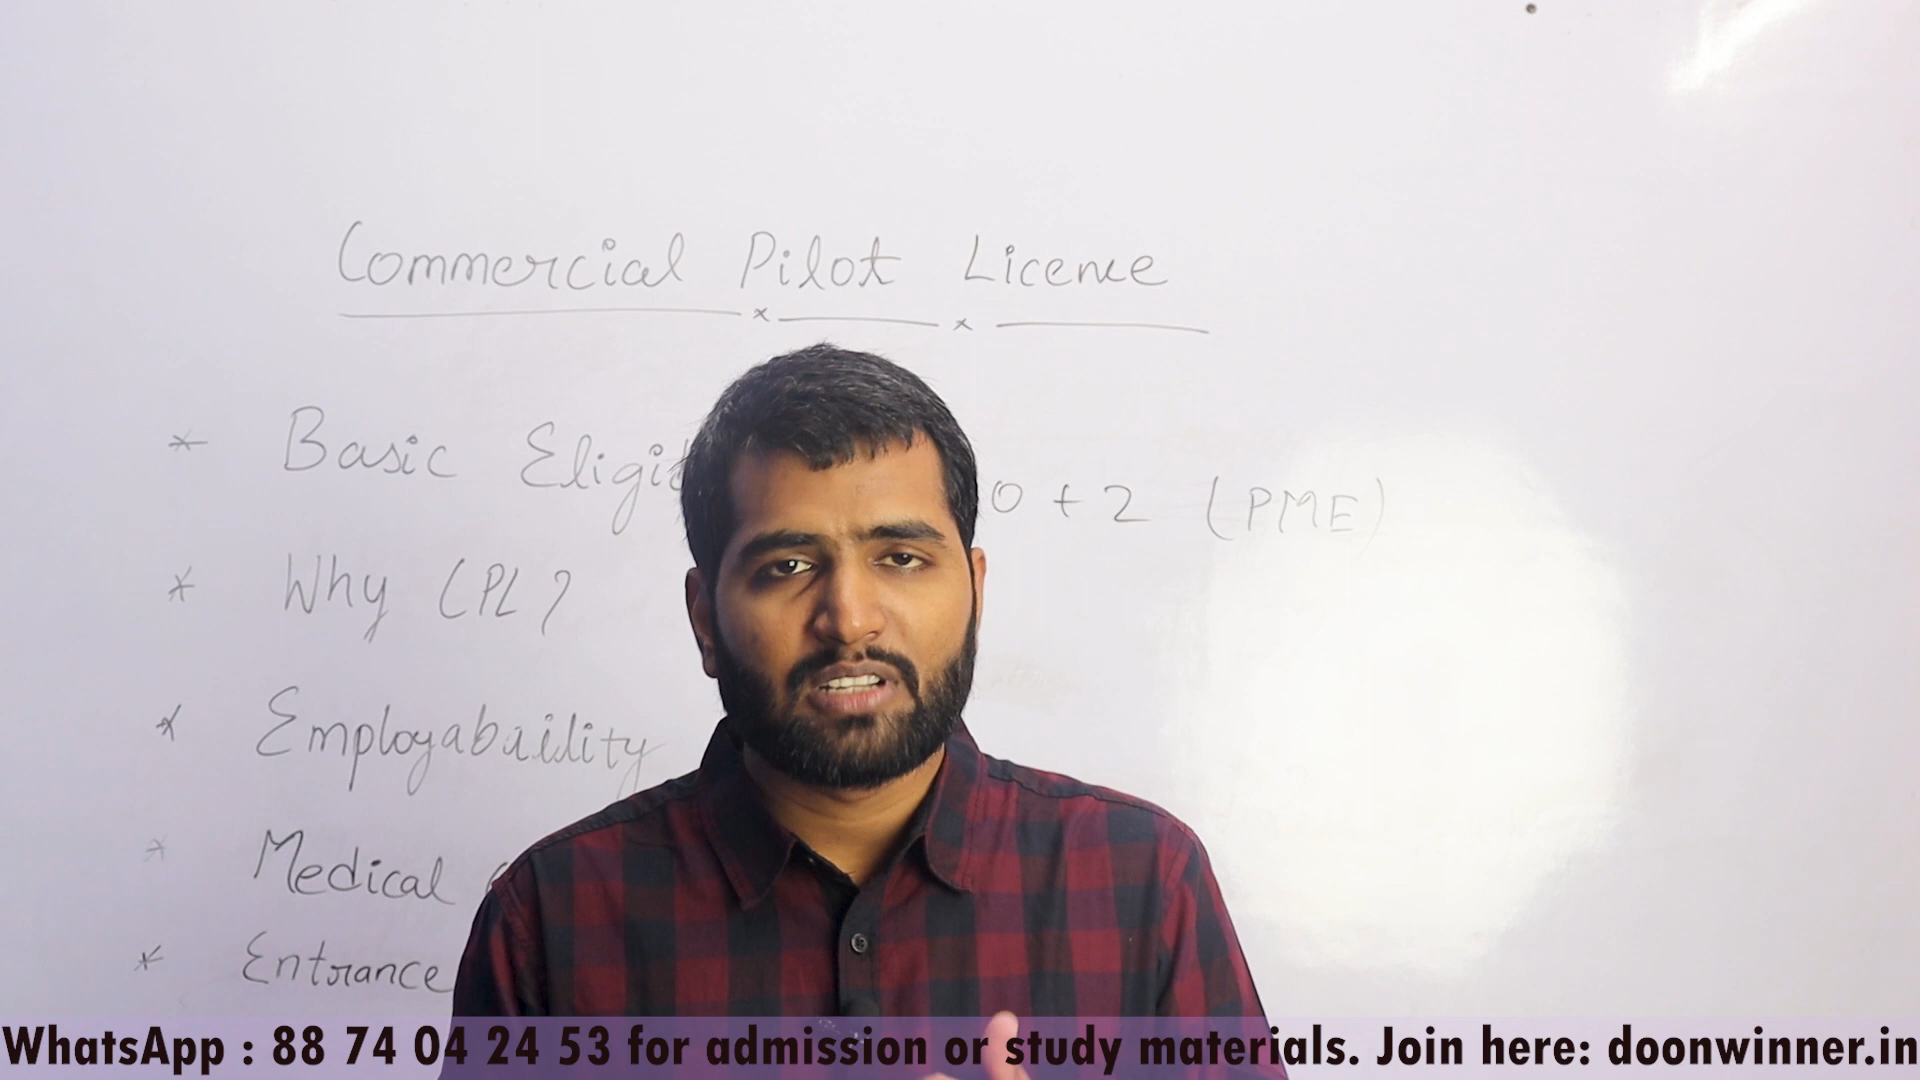 Commercial Pilot Licence
* Basic Eligi 0 + 2 (PME)
* Why CPL?
* Employabaility
* Medical
* Entrance
WhatsApp : 88 74 04 24 53 for admission or study materials. Join here: doonwinner.in